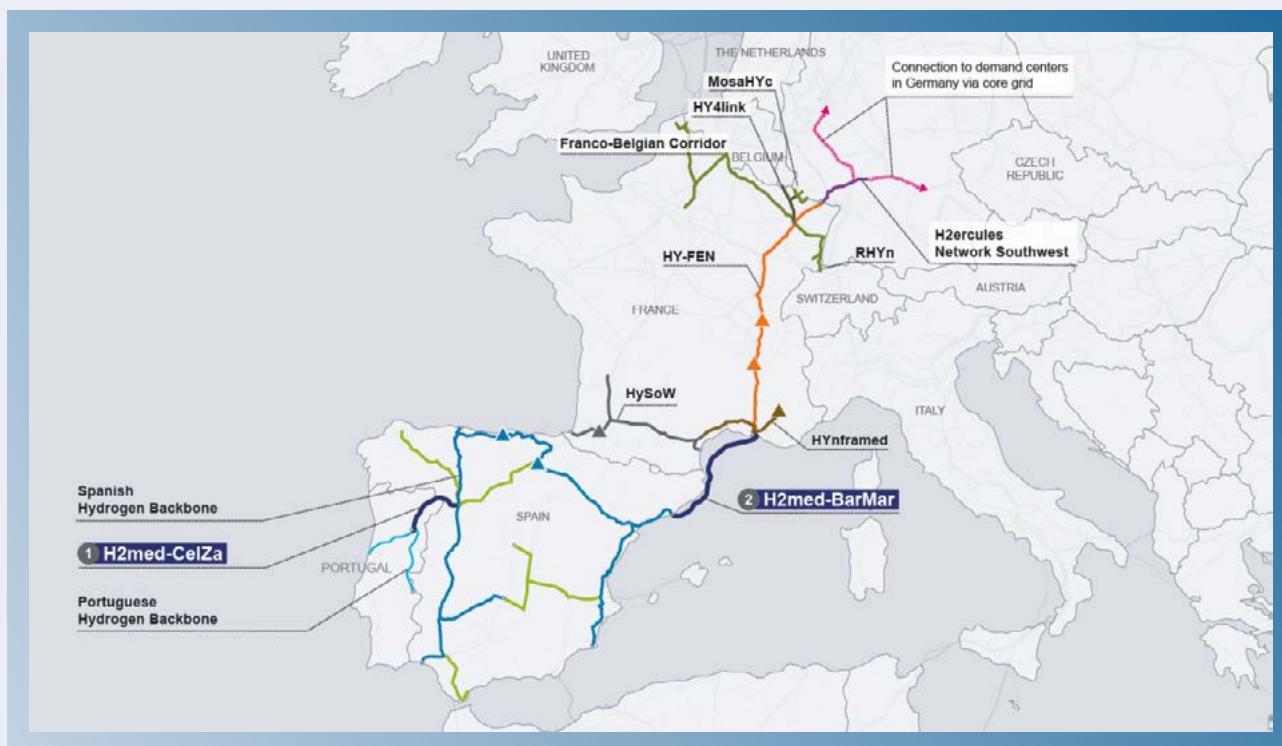 UNITED
KINGDOM
THE NETHERLANDS
Connection to demand centers
in Germany via core grid
MosaHYc
HY4link
Franco-Belgian Corridor
BELGIUM
CZECH
REPUBLIC
H2ercules
Network Southwest
HY-FEN
RHYn
AUSTRIA
SWITZERLAND
FRANCE
HySoW
ITALY
HYnframed
Spanish
Hydrogen Backbone
2 H2med-BarMar
SPAIN
1 H2med-CelZa
PORTUGAL
Portuguese
Hydrogen Backbone